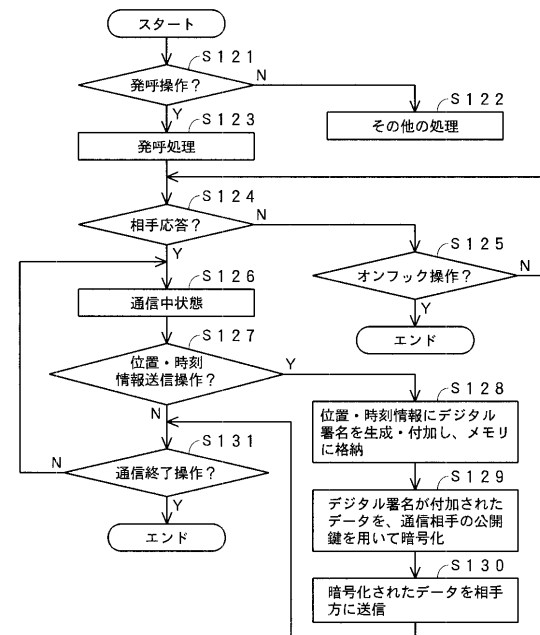 スタート
S121
発呼操作?
N
Y
S122
その他の処理
S123
発呼処理
S124
相手応答?
N
Y
S125
オンフック操作?
N
Y
エンド
S126
通信中状態
S127
位置・時刻
情報送信操作?
Y
N
S128
位置・時刻情報にデジタル
署名を生成・付加し、メモリ
に格納
S129
デジタル署名が付加された
データを、通信相手の公開
鍵を用いて暗号化
S130
暗号化されたデータを相手
方に送信
S131
通信終了操作?
N
Y
エンド